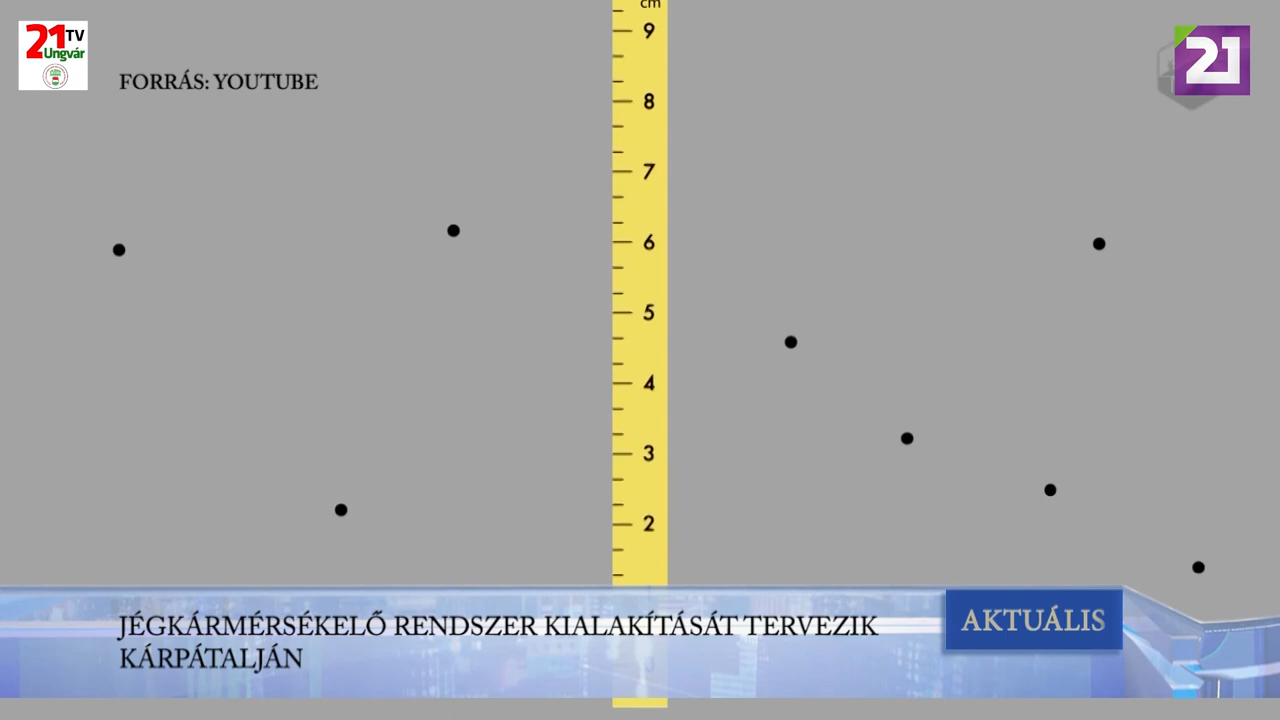 21 TV
Ungvár
FORRÁS: YOUTUBE
21
cm
9
8
7
6
5
4
3
2
JÉGKÁRMÉRSÉKELŐ RENDSZER KIALAKÍTÁSÁT TERVEZIK
KÁRPÁTALJÁN
AKTUÁLIS